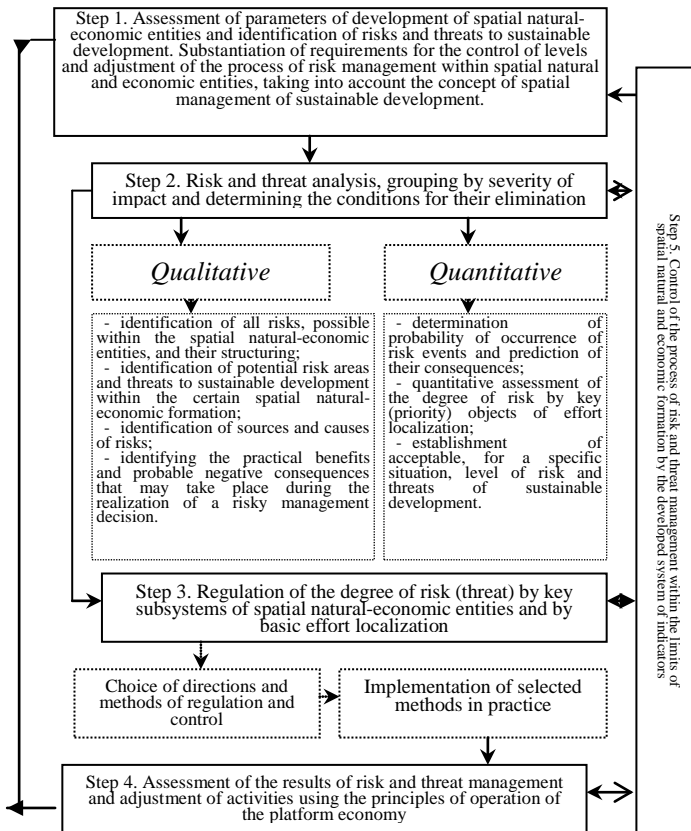 Step 1. Assessment of parameters of development of spatial natural-
economic entities and identification of risks and threats to sustainable
development. Substantiation of requirements for the control of levels
and adjustment of the process of risk management within spatial natural
and economic entities, taking into account the concept of spatial
management of sustainable development.
Step 2. Risk and threat analysis, grouping by severity of
impact and determining the conditions for their elimination
Qualitative
- identification of all risks, possible
within the spatial natural-economic
entities, and their structuring;
- identification of potential risk areas
and threats to sustainable development
within the certain spatial natural-
economic formation;
- identification of sources and causes
of risks;
- identifying the practical benefits
and probable negative consequences
that may take place during the
realization of a risky management
decision.
Quantitative
- determination of
probability of occurrence of
risk events and prediction of
their consequences;
- quantitative assessment of
the degree of risk by key
(priority) objects of effort
localization;
- establishment of
acceptable, for a specific
situation, level of risk and
threats of sustainable
development.
Step 3. Regulation of the degree of risk (threat) by key
subsystems of spatial natural-economic entities and by
basic effort localization
Choice of directions and
methods of regulation and
control
Implementation of selected
methods in practice
Step 4. Assessment of the results of risk and threat management
and adjustment of activities using the principles of operation of
the platform economy
Step 5. Control of the process of risk and threat management within the limits of
spatial natural and economic formation by the developed system of indicators